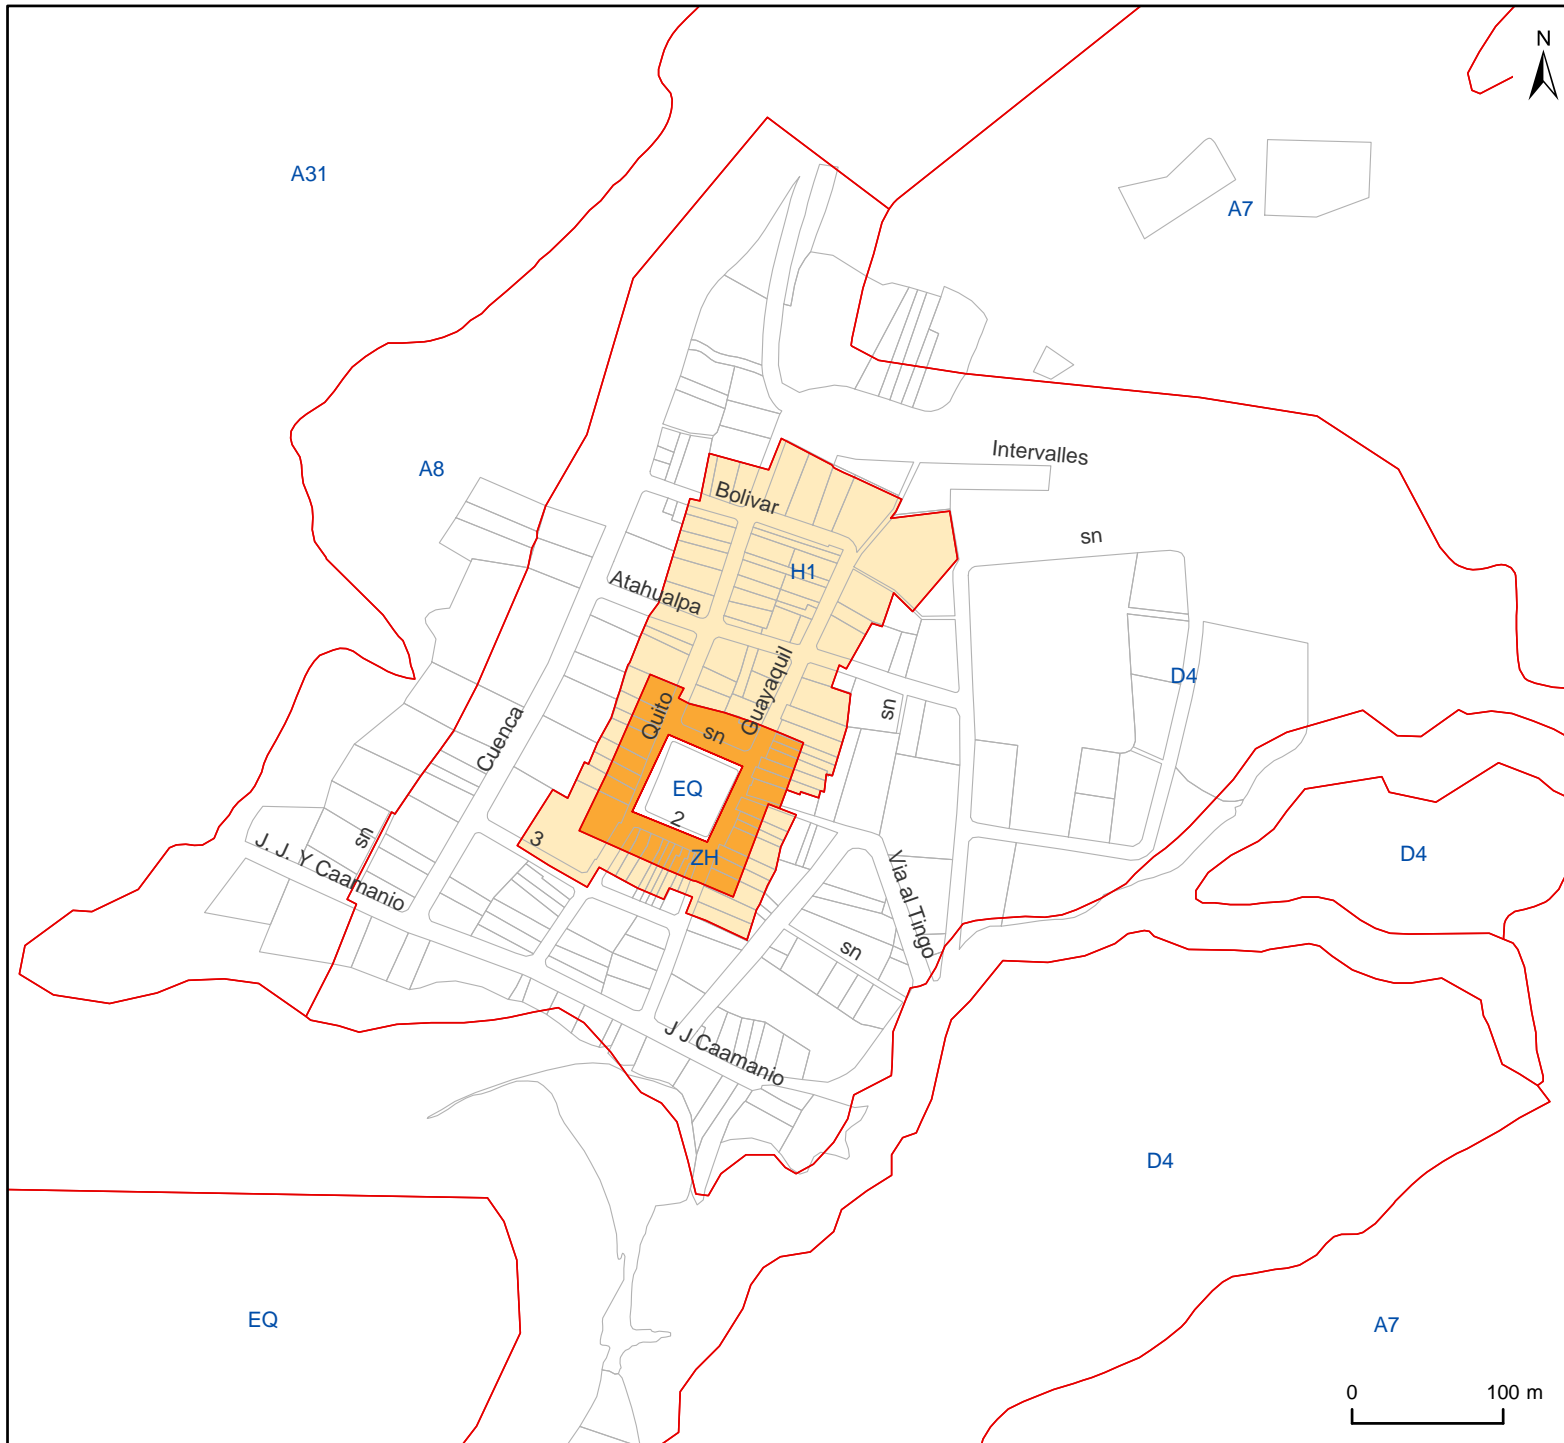 N
A31
A7
Intervalles
A8
Bolivar
sn
H1
Atahualpa
D4
Guayaquil
sn
Quito
sn
Cuenca
EQ
2
3
sn
ZH
D4
J. J. Y Caamanio
Via al Tingo
sn
J J Caamanio
D4
EQ
A7
0 100 m